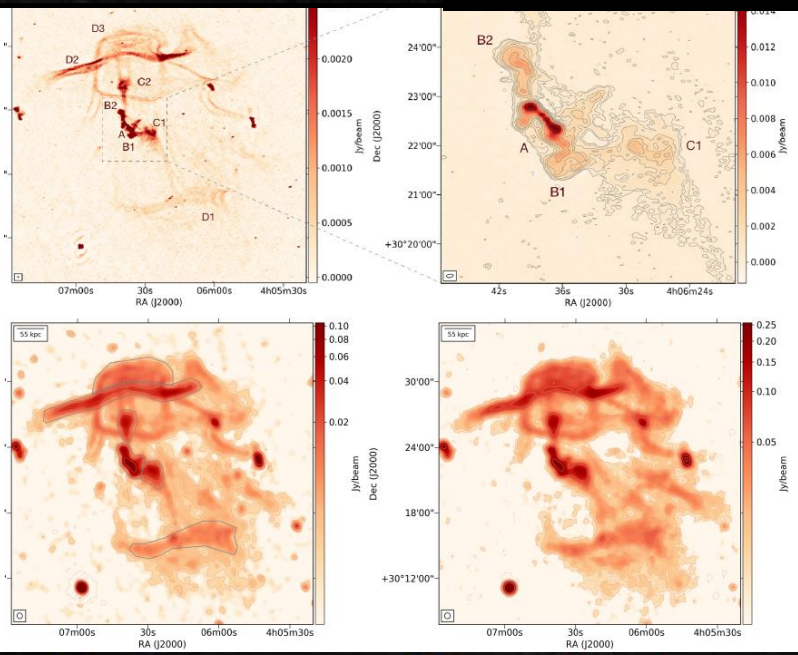 D3
D2
C2
B2
A
C1
B1
D1
0.0020
0.0015
0.0010
0.0005
0.0000
Jy/beam
07m00s 30s 06m00s 4h05m30s
RA (J2000)
24'00"
23'00"
22'00"
21'00"
+30°20'00"
Dec (J2000)
B2
A
B1
C1
42s 36s 30s 4h06m24s
RA (J2000)
0.014
0.012
0.010
0.008
0.006
0.004
0.002
0.000
Jy/beam
55 kpc
0.10
0.08
0.06
0.04
0.02
Jy/beam
07m00s 30s 06m00s 4h05m30s
RA (J2000)
55 kpc
30'00"
24'00"
18'00"
+30°12'00"
Dec (J2000)
0.25
0.20
0.15
0.10
0.05
Jy/beam
07m00s 30s 06m00s 4h05m30s
RA (J2000)